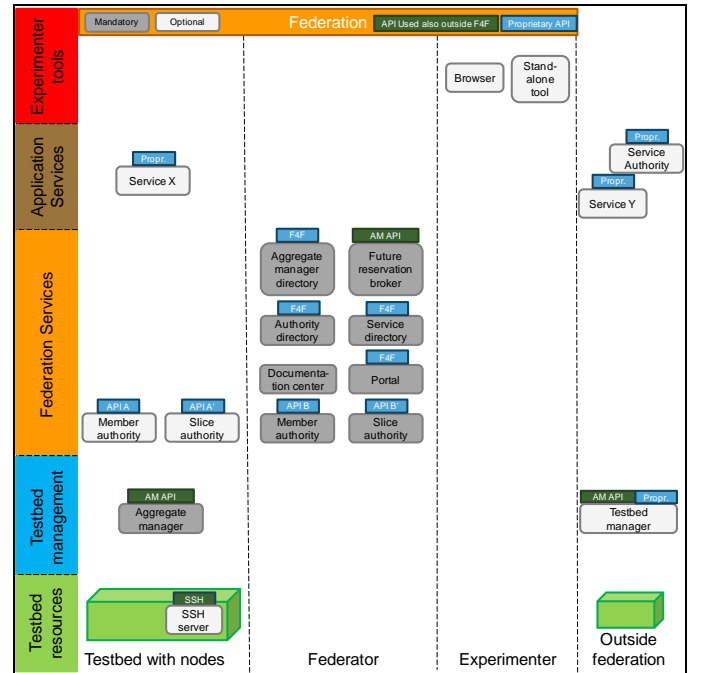 Mandatory
Optional
Federation
API Used also outside F4F
Proprietary API
Experimenter
tools
Browser
Stand-
alone
tool
Application
Services
Propr.
Service X
Propr.
Service
Authority
Propr.
Service Y
Federation Services
F4F
Aggregate
manager
directory
AM API
Future
reservation
broker
F4F
Authority
directory
F4F
Service
directory
Documenta-
tion center
F4F
Portal
API A
Member
authority
API A'
Slice
authority
API B
Member
authority
API B'
Slice
authority
Testbed
management
AM API
Aggregate
manager
AM API
Propr.
Testbed
manager
Testbed
resources
SSH
SSH
server
Testbed with nodes
Federator
Experimenter
Outside
federation